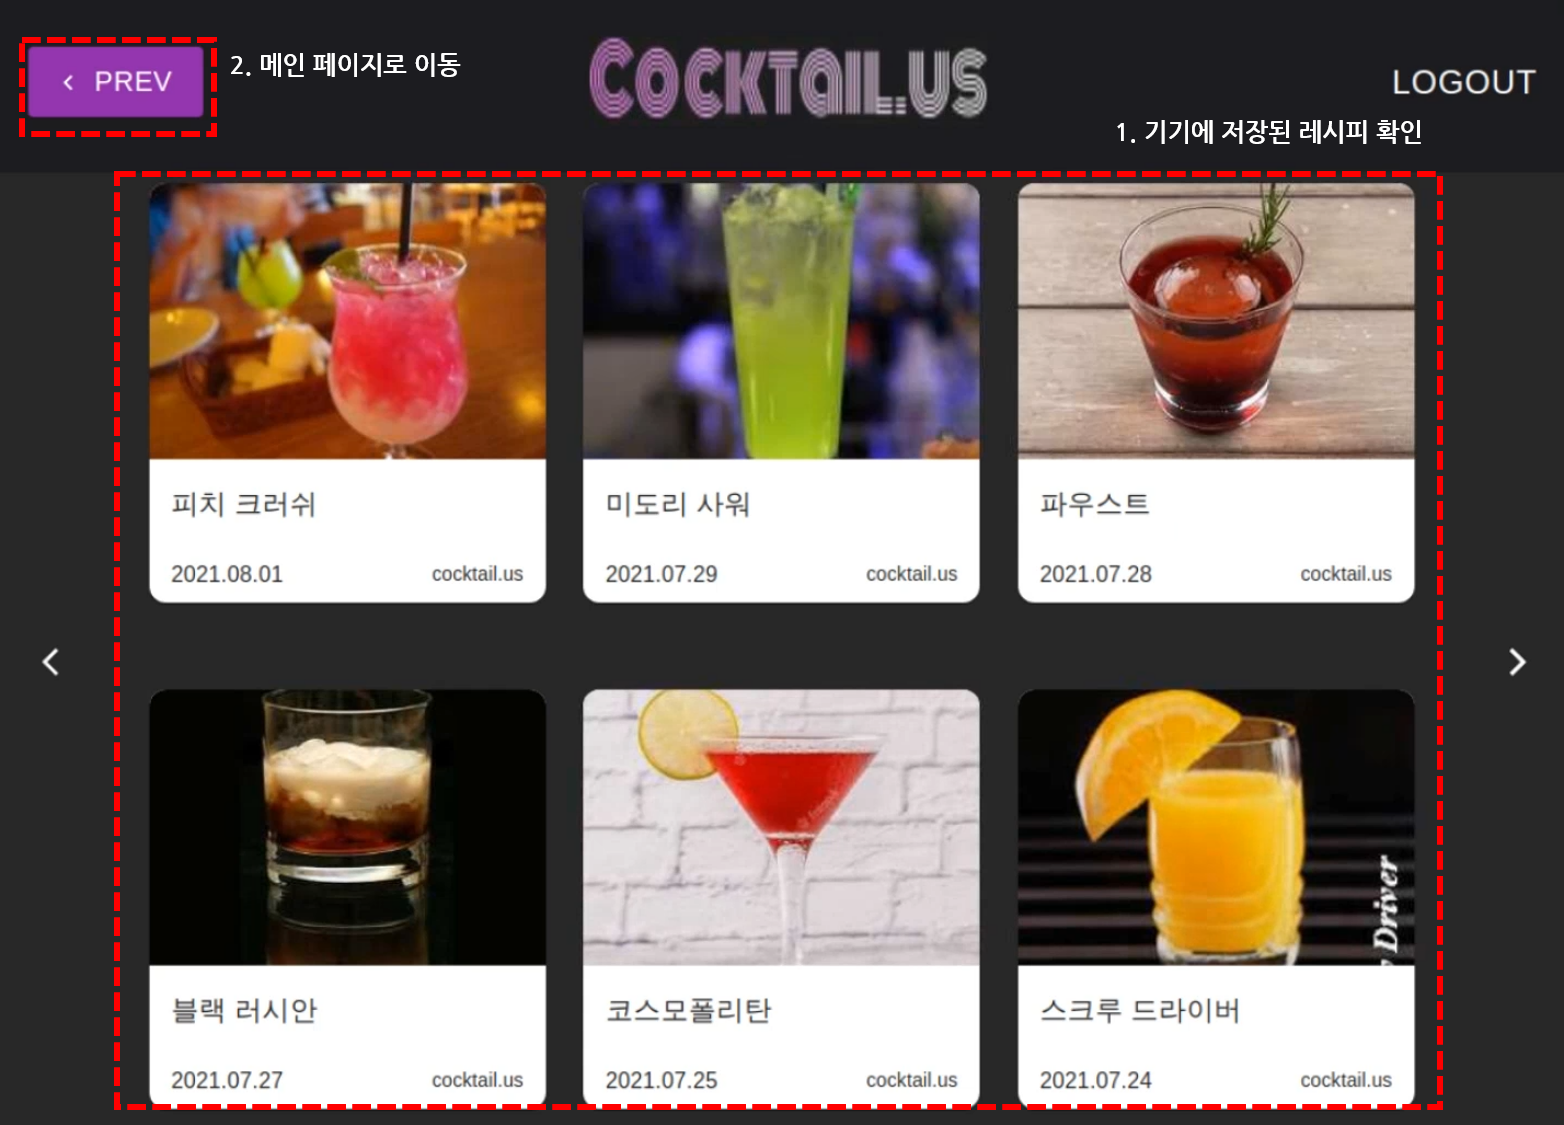 PREV
2. 메인 페이지로 이동
COCKTAIL.US
LOGOUT
1. 기기에 저장된 레시피 확인
피치 크러쉬
2021.08.01 cocktail.us
미도리 사워
2021.07.29 cocktail.us
파우스트
2021.07.28 cocktail.us
Driver
블랙 러시안
2021.07.27 cocktail.us
코스모폴리탄
2021.07.25 cocktail.us
스크루 드라이버
2021.07.24 cocktail.us